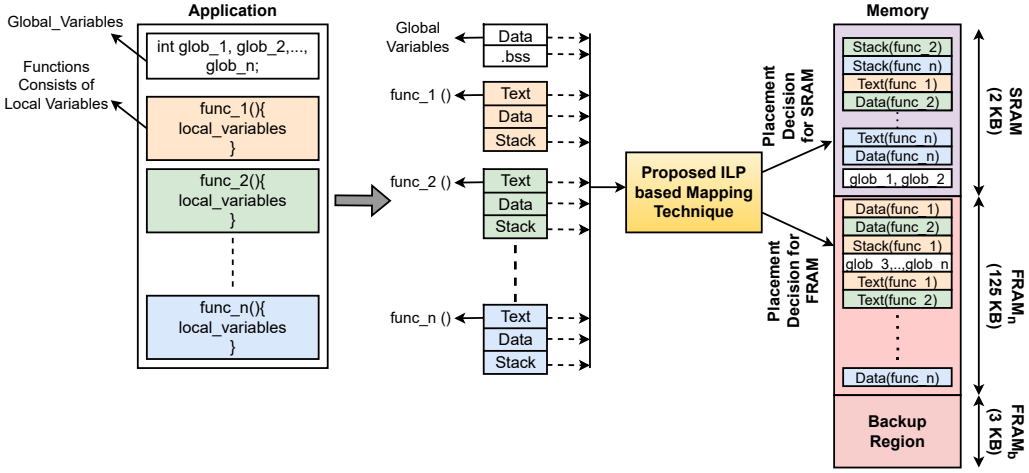 Application
Global_Variables
int glob_1, glob_2,...,
glob_n;
Functions
Consists of
Local Variables
func_1(){
local_variables
}
func_2(){
local_variables
}
func_n(){
local_variables
}
Global
Variables
Data
.bss
func_1 ()
Text
Data
Stack
func_2 ()
Text
Data
Stack
func_n ()
Text
Data
Stack
Proposed ILP
based Mapping
Technique
Placement
Decision
for SRAM
Placement
Decision for
FRAM
Memory
Stack(func_2)
Stack(func_n)
Text(func_1)
Data(func_2)
Text(func_n)
Data(func_n)
glob_1, glob_2
Data(func_1)
Data(func_2)
Stack(func_1)
glob_3,..,glob_n
Text(func_1)
Text(func_2)
Data(func_n)
Backup
Region
SRAM
(2 KB)
FRAMn
(125 KB)
FRAMb
(3 KB)